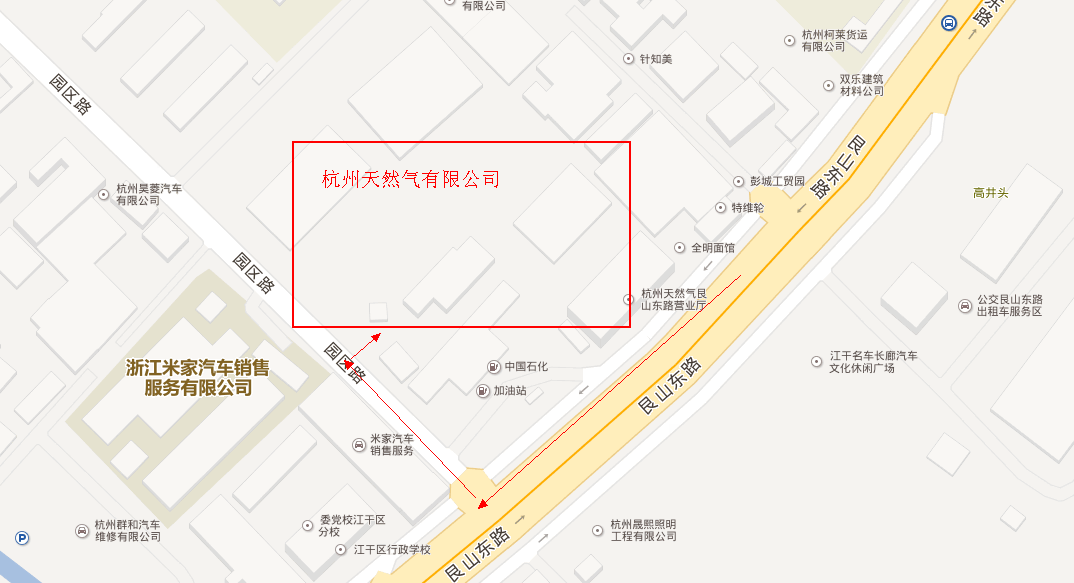 有限公司
东路
杭州柯莱货运
有限公司
针知美
双乐建筑
材料公司
园区路
艮山东路
杭州天然气有限公司
杭州昊菱汽车
有限公司
彭城工贸园
特维轮
高井头
全明面馆
园区路
杭州天然气艮
山东路营业厅
公交艮山东路
出租车服务区
园区路
浙江米家汽车销售
服务有限公司
中国石化
加油站
江干名车长廊汽车
文化休闲广场
艮山东路
米家汽车
销售服务
委党校江干区
分校
杭州群和汽车
维修有限公司
P
江干区行政学校
杭州晟熙照明
工程有限公司
艮山东路